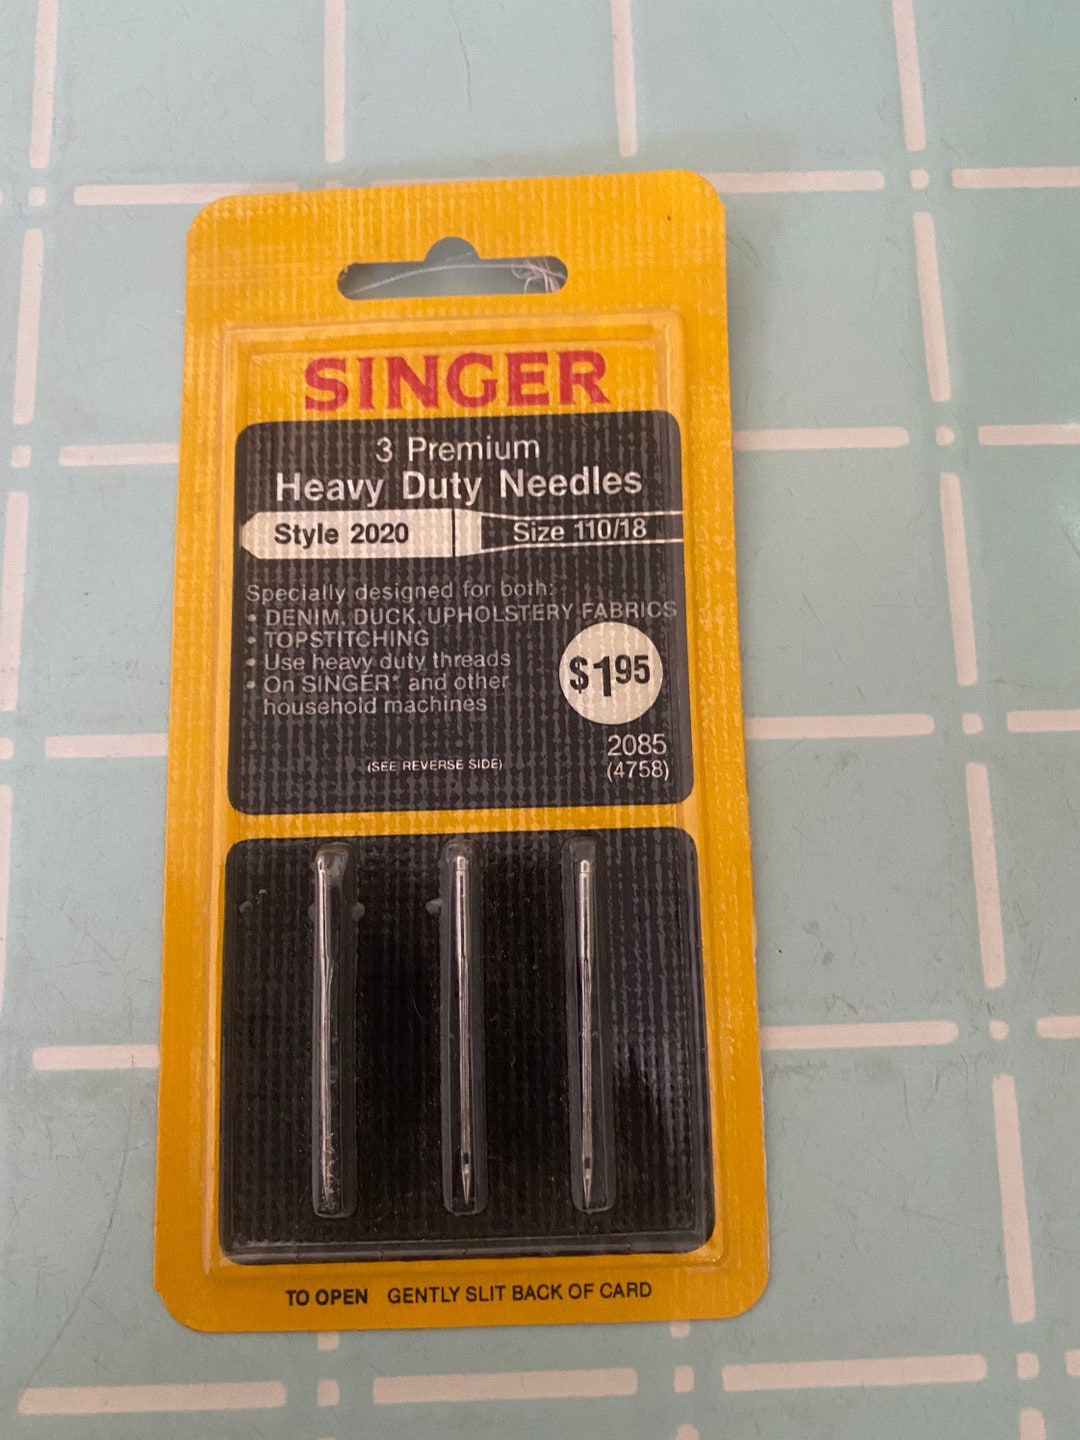 SINGER
3 Premium
Heavy Duty Needles
Style 2020 Size 110/18
Specially designed for both:
• DENIM, DUCK, UPHOLSTERY FABRICS
• TOPSTITCHING
• Use heavy duty threads
• On SINGER* and other
household machines
$1.95
2085
(4758)
(SEE REVERSE SIDE)
TO OPEN GENTLY SLIT BACK OF CARD